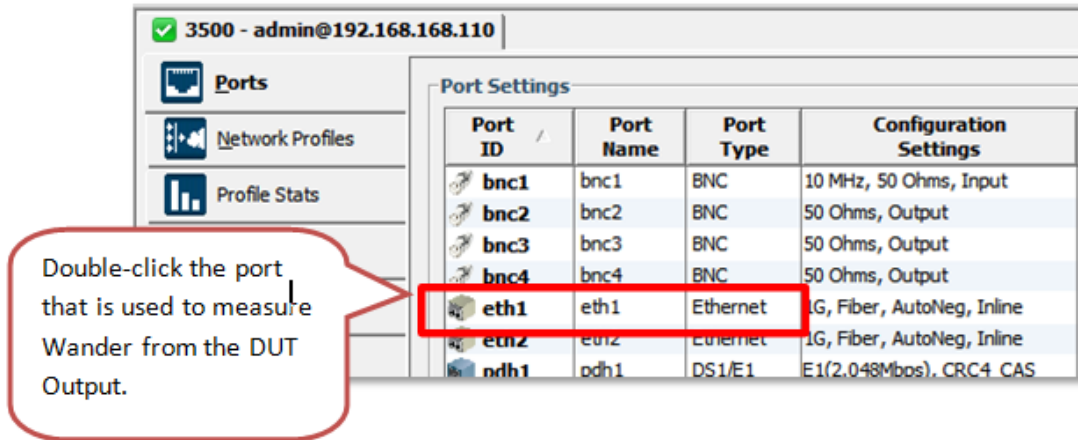 3500 - admin@192.168.168.110
Ports
Network Profiles
Profile Stats
Port Settings
Port ID Port Name Port Type Configuration Settings
bnc1 bnc1 BNC 10 MHz, 50 Ohms, Input
bnc2 bnc2 BNC 50 Ohms, Output
bnc3 bnc3 BNC 50 Ohms, Output
bnc4 bnc4 BNC 50 Ohms, Output
eth1 eth1 Ethernet 1G, Fiber, AutoNeg, Inline
eth2 eth2 Ethernet 1G, Fiber, AutoNeg, Inline
pdh1 pdh1 DS1/E1 E1(2.048Mbps), CRC4 CAS
Double-click the port
that is used to measure
Wander from the DUT
Output.